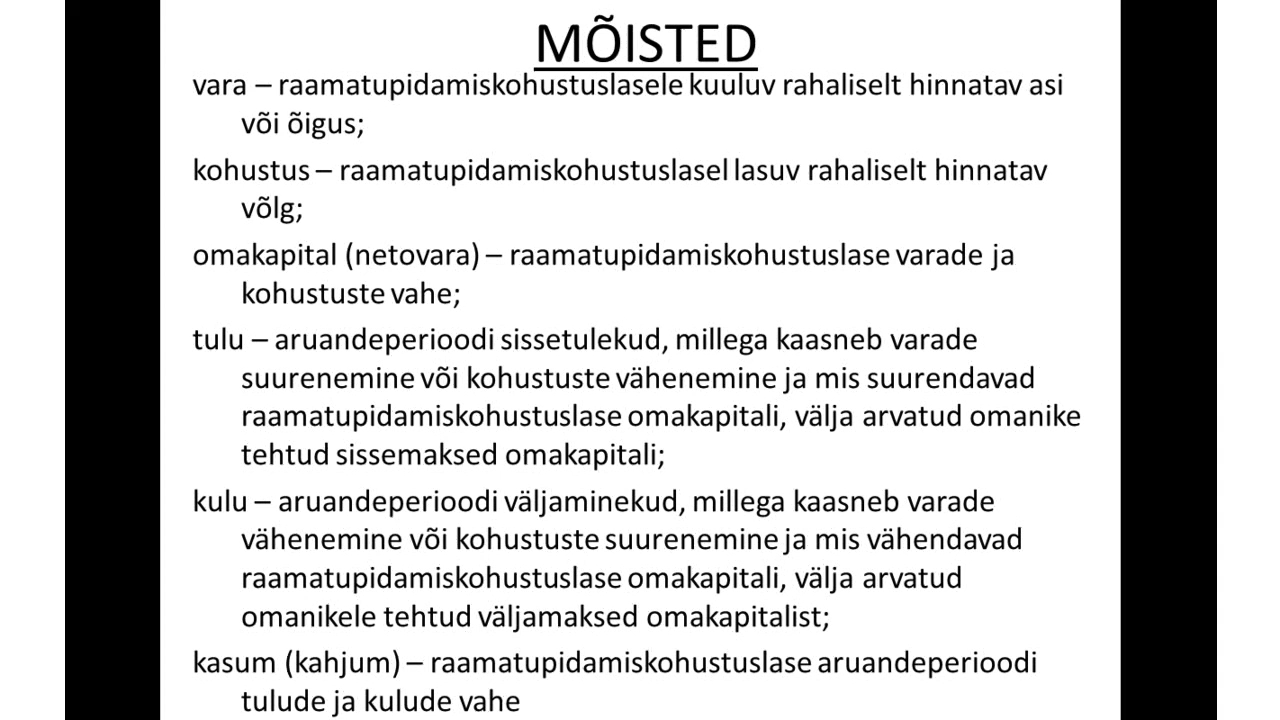 MÕISTED
vara – raamatupidamiskohustuslasele kuuluv rahaliselt hinnatav asi
või õigus;
kohustus – raamatupidamiskohustuslasel lasuv rahaliselt hinnatav
võlg;
omakapital (netovara) – raamatupidamiskohustuslase varade ja
kohustuste vahe;
tulu – aruandeperioodi sissetulekud, millega kaasneb varade
suurenemine või kohustuste vähenemine ja mis suurendavad
raamatupidamiskohustuslase omakapitali, välja arvatud omanike
tehtud sissemaksed omakapitali;
kulu – aruandeperioodi väljaminekud, millega kaasneb varade
vähenemine või kohustuste suurenemine ja mis vähendavad
raamatupidamiskohustuslase omakapitali, välja arvatud
omanikele tehtud väljamaksed omakapitalist;
kasum (kahjum) – raamatupidamiskohustuslase aruandeperioodi
tulude ja kulude vahe